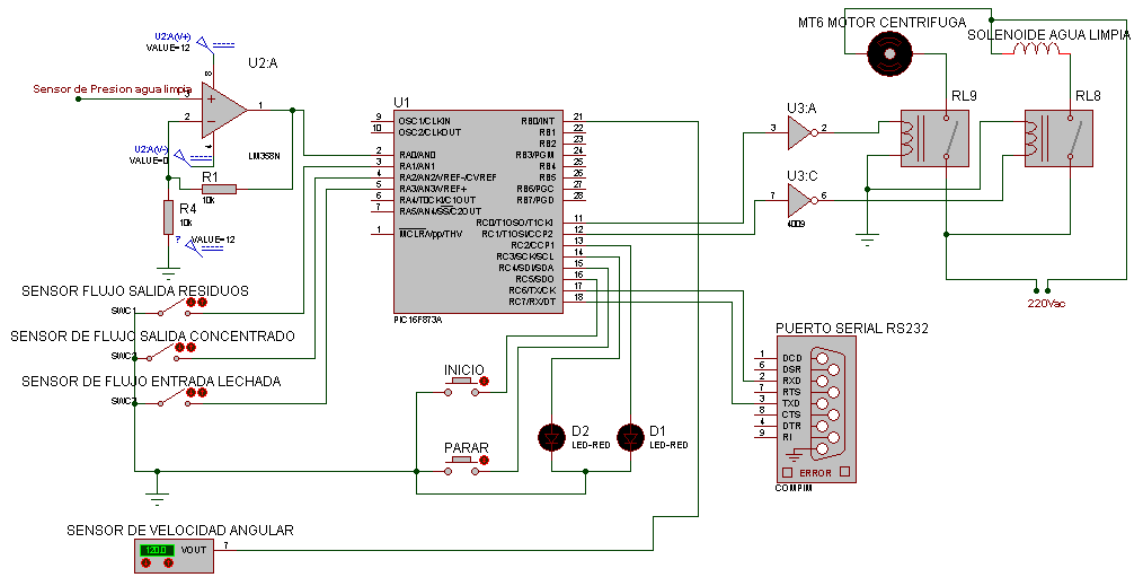 U2:A(V+)
VALUE=12
U2:A
8
Sensor de Presion agua limpia
3
2
1
4
LM358N
U2:A(V-)
VALUE=0
R1
10k
R4
10k
?
VALUE=12
U1
9
OSC1/CLKIN
10
OSC2/CLKOUT
2
RA0/AN0
3
RA1/AN1
4
RA2/AN2/VREF-/CVREF
5
RA3/AN3/VREF+
6
RA4/T0CKI/C1OUT
7
RA5/AN4/SS/C2OUT
1
MCLR/Vpp/THV
RB0/INT
21
RB1
22
RB2
23
RB3/PGM
24
RB4
25
RB5
26
RB6/PGC
27
RB7/PGD
28
RC0/T1OSO/T1CKI
11
RC1/T1OSI/CCP2
12
RC2/CCP1
13
RC3/SCK/SCL
14
RC4/SDI/SDA
15
RC5/SDO
16
RC6/TX/CK
17
RC7/RX/DT
18
PIC16F873A
MT6 MOTOR CENTRIFUGA
SOLENOIDE AGUA LIMPIA
RL9
RL8
U3:A
3
2
U3:C
7
6
4009
220Vac
SENSOR FLUJO SALIDA RESIDUOS
SWC1
SENSOR DE FLUJO SALIDA CONCENTRADO
SWC2
SENSOR DE FLUJO ENTRADA LECHADA
INICIO
PARAR
D2
LED-RED
D1
LED-RED
PUERTO SERIAL RS232
1
DCD
6
DSR
2
RXD
7
RTS
3
TXD
8
CTS
4
DTR
9
RI
ERROR
COMPIM
SENSOR DE VELOCIDAD ANGULAR
VOUT
7